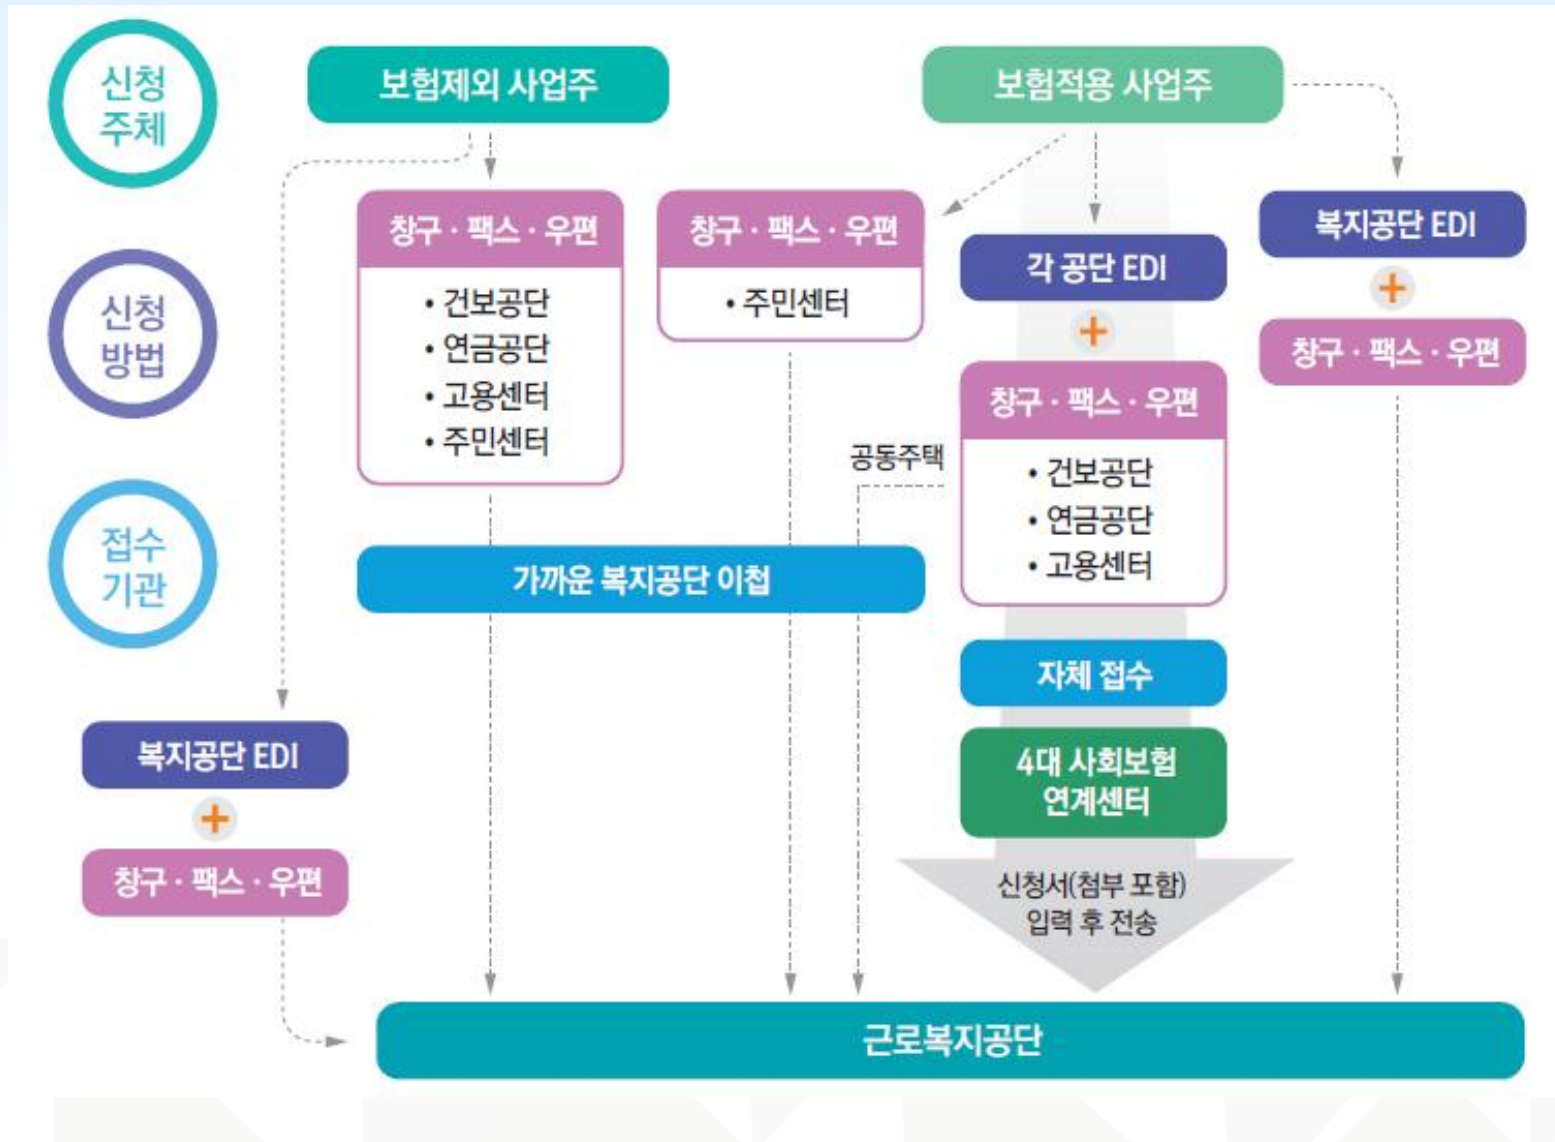 신청
주체
보험제외 사업주
보험적용 사업주
신청
방법
창구 · 팩스 · 우편
• 건보공단
• 연금공단
• 고용센터
• 주민센터
창구 · 팩스 · 우편
• 주민센터
각 공단 EDI
+
창구 · 팩스 · 우편
• 건보공단
• 연금공단
• 고용센터
공동주택
복지공단 EDI
+
창구 · 팩스 · 우편
접수
기관
가까운 복지공단 이첩
자체 접수
4대 사회보험
연계센터
신청서(첨부 포함)
입력 후 전송
복지공단 EDI
+
창구 · 팩스 · 우편
근로복지공단